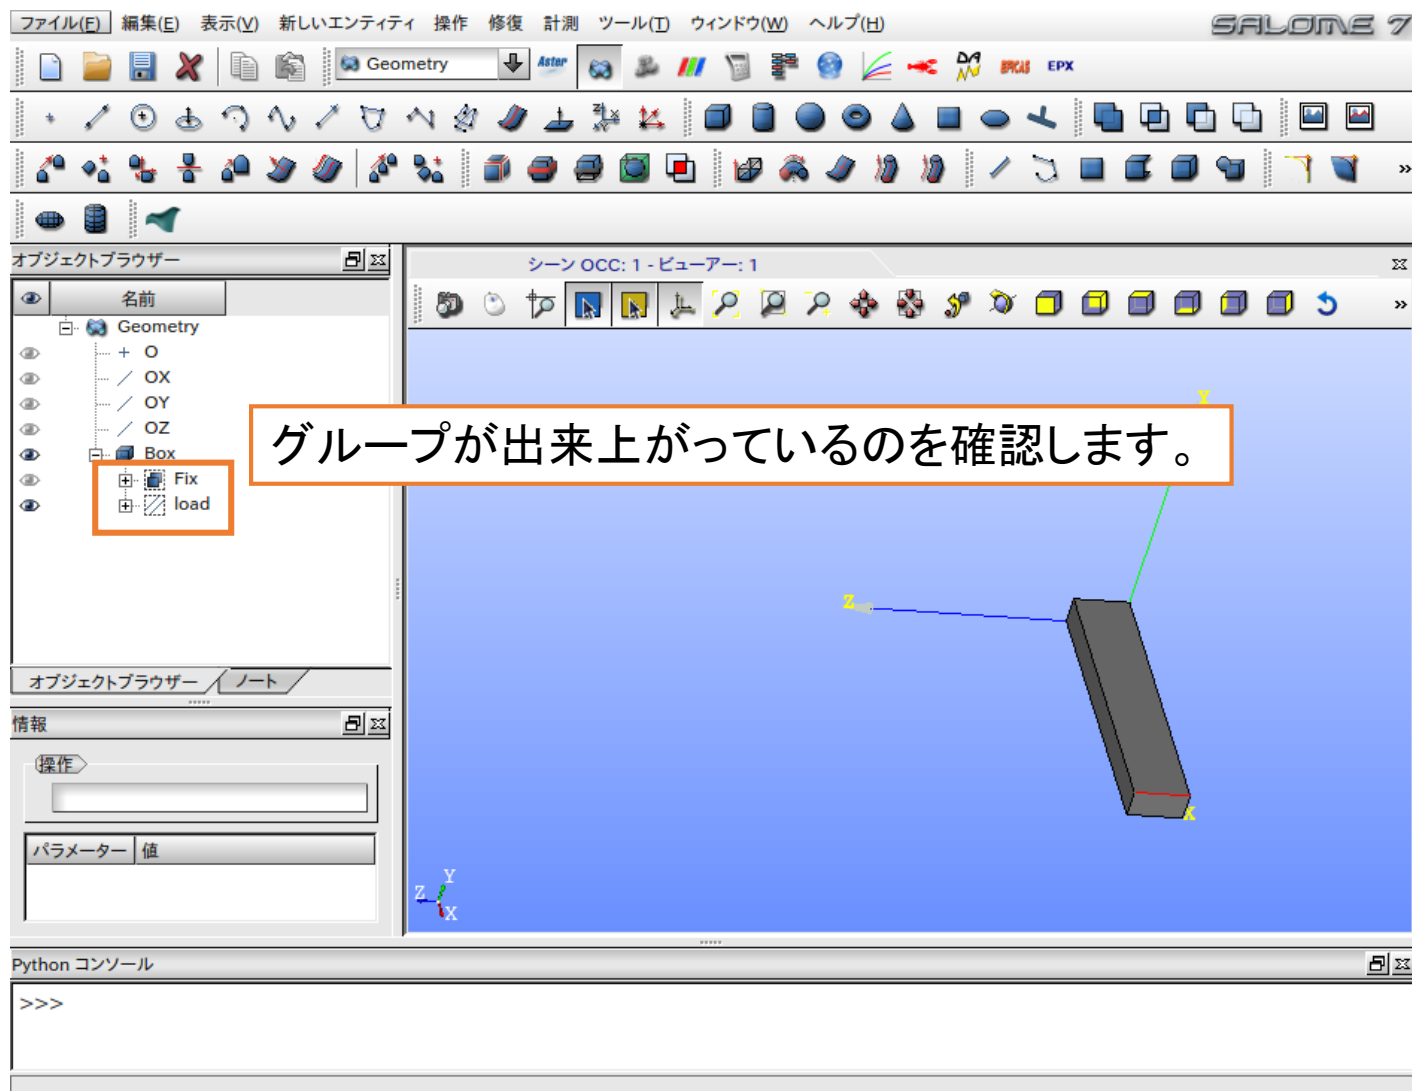 ファイル(F) 編集(E) 表示(V) 新しいエンティティ 操作 修復 計測 ツール(T) ウィンドウ(W) ヘルプ(H)
SALOME 7
Geometry
Aster
EPX
オブジェクトブラウザー
シーン OCC: 1 - ビューアー: 1
名前
Geometry
O
OX
OY
OZ
Box
Fix
load
グループが出来上がっているのを確認します。
Y
Z
X
オブジェクトブラウザー
ノート
情報
操作
パラメーター 値
Y
Z
X
Python コンソール
>>>